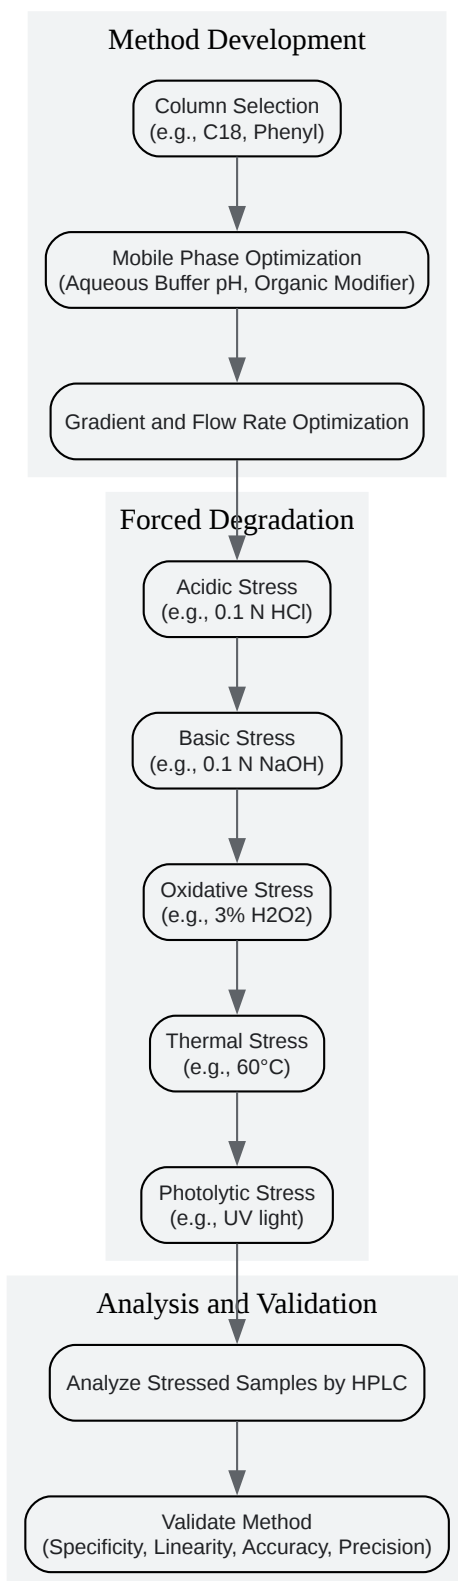 Method Development
Column Selection
(e.g., C18, Phenyl)
Mobile Phase Optimization
(Aqueous Buffer pH, Organic Modifier)
Gradient and Flow Rate Optimization
Forced Degradation
Acidic Stress
(e.g., 0.1 N HCl)
Basic Stress
(e.g., 0.1 N NaOH)
Oxidative Stress
(e.g., 3% H2O2)
Thermal Stress
(e.g., 60°C)
Photolytic Stress
(e.g., UV light)
Analysis and Validation
Analyze Stressed Samples by HPLC
Validate Method
(Specificity, Linearity, Accuracy, Precision)